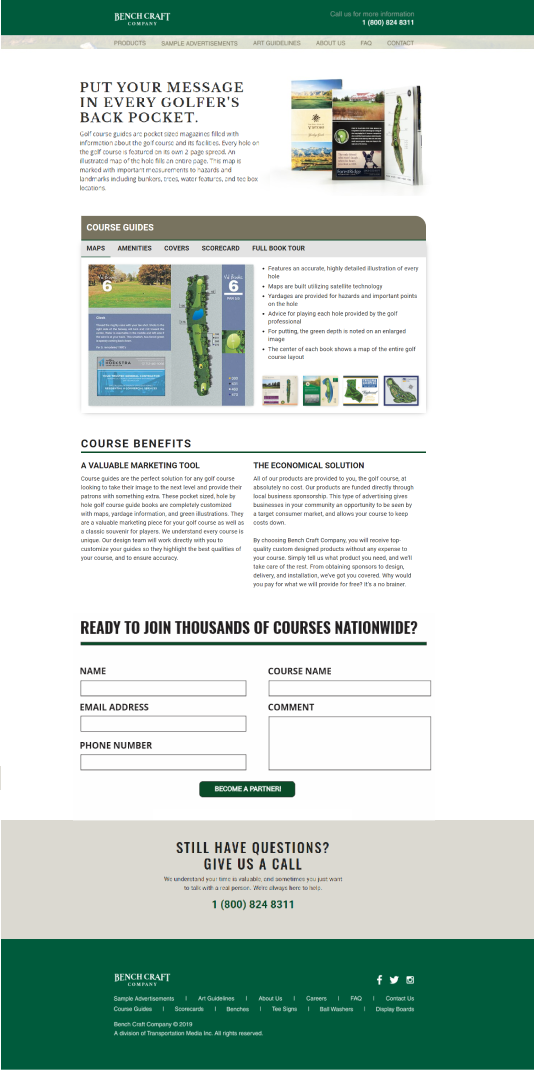 BENCH CRAFT
COMPANY
Call us for more information
1 (800) 824 8311
PRODUCTS SAMPLE ADVERTISEMENTS ART GUIDELINES ABOUT US FAQ CONTACT
PUT YOUR MESSAGE
IN EVERY GOLFER'S
BACK POCKET.
Golf course guides are pocket sized magazines filled with
information about the golf course and its facilities. Every hole on
the golf course is featured on its own 2-page spread. An
illustrated map of the hole fills an entire page. This map is
marked with important measurements to hazards and
landmarks including bunkers, trees, water features, and tee box
locations.
COURSE GUIDES
MAPS AMENITIES COVERS SCORECARD FULL BOOK TOUR
6
6
HOEKSTRA
Features an accurate, highly detailed illustration of every
hole
Maps are built utilizing satellite technology
Yardages are provided for hazards and important points
on the hole
Advice for playing each hole provided by the golf
professional
For putting, the green depth is noted on an enlarged
image
The center of each book shows a map of the entire golf
course layout
COURSE BENEFITS
A VALUABLE MARKETING TOOL
Course guides are the perfect solution for any golf course
looking to take their image to the next level and provide their
patrons with something extra. These pocket sized, hole by
hole golf course guide books are completely customized
with maps, yardage information, and green illustrations. They
are a valuable marketing piece for your golf course as well as
a classic souvenir for players. We understand every course is
unique. Our design team will work directly with you to
customize your guides so they highlight the best qualities of
your course, and to ensure accuracy.
THE ECONOMICAL SOLUTION
All of our products are provided to you, the golf course, at
absolutely no cost. Our products are funded directly through
local business sponsorship. This type of advertising gives
businesses in your community an opportunity to be seen by
a target consumer market, and allows your course to keep
costs down.
By choosing Bench Craft Company, you will receive top-
quality custom designed products without any expense to
your course. Simply tell us what product you need, and we'll
take care of the rest. From obtaining sponsors to design,
delivery, and installation, we've got you covered. Why would
you pay for what we will provide for free? It's a no brainer.
READY TO JOIN THOUSANDS OF COURSES NATIONWIDE?
NAME
COURSE NAME
EMAIL ADDRESS
COMMENT
PHONE NUMBER
BECOME A PARTNER!
STILL HAVE QUESTIONS?
GIVE US A CALL
We understand your time is valuable, and sometimes you just want
to talk with a real person. We're always here to help.
1 (800) 824 8311
BENCH CRAFT
COMPANY
Sample Advertisements | Art Guidelines | About Us | Careers | FAQ | Contact Us
Course Guides | Scorecards | Benches | Tee Signs | Ball Washers | Display Boards
Bench Craft Company © 2019
A division of Transportation Media Inc. All rights reserved.